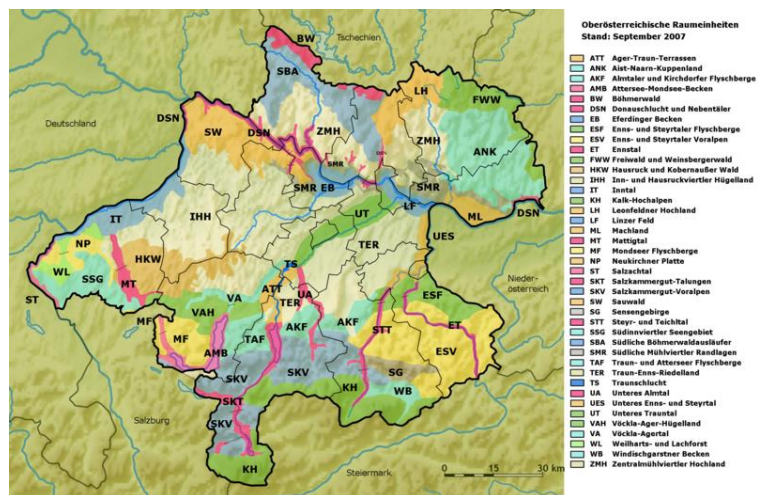 Oberösterreichische Raumeinheiten
Stand: September 2007
ATT Ager-Traun-Terrassen
ANK Aist-Naarn-Kuppenland
AKF Almtaler und Kirchdorfer Flyschberge
AMB Attersee-Mondsee-Becken
BW Böhmerwald
DSN Donauschlucht und Nebentäler
EB Eferdinger Becken
ESF Enns- und Steyrtaler Flyschberge
ESV Enns- und Steyrtaler Voralpen
ET Ennstal
FWW Freiwald und Weinsbergerwald
HKW Hausruck und Kobernaußer Wald
IHH Inn- und Hausruckviertler Hügelland
IT Inntal
KH Kalk-Hochalpen
LH Leonfeldner Hochland
LF Linzer Feld
ML Machland
MT Mattigtal
MF Mondseer Flyschberge
NP Neukirchner Platte
ST Salzachtal
SKT Salzkammergut-Talungen
SKV Salzkammergut-Voralpen
SW Sauwald
SG Sensengebirge
STT Steyr- und Teichltal
SSG Südinnviertler Seengebiet
SBA Südliche Böhmerwaldausläufer
SMR Südliche Mühlviertler Randlagen
TAF Traun- und Atterseer Flyschberge
TER Traun-Enns-Riedelland
TS Traunschlucht
UA Unteres Almtal
UES Unteres Enns- und Steyrtal
UT Unteres Trauntal
VAH Vöckla-Ager-Hügelland
VA Vöckla-Agertal
WL Weilharts- und Lachforst
WB Windischgarstner Becken
ZMH Zentralmühlviertler Hochland
BW
Tschechien
SBA
LH
FWW
Deutschland
DSN
SW
DSN
ZMH
ZMH
ANK
SMR
SMR EB
SMR
IHH
IT
UT
LF
ML
DSN
NP
UES
TER
WL
SSG
HKW
TS
MT
ATT
UA
Nieder-
österreich
ST
VA
TER
ESF
VAH
MF
AKF
AKF
STT
ET
MF
AMB
TAF
ESV
SKV
SKV
SG
KH
WB
SKT
Salzburg
SKV
KH
Steiermark
0 15 30 km